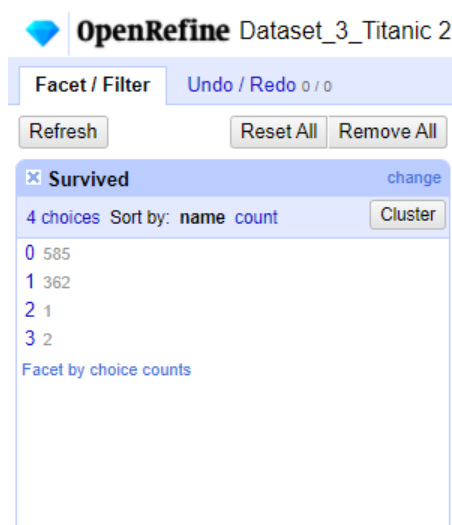 OpenRefine Dataset_3_Titanic 2
Facet / Filter Undo / Redo 0 / 0
Refresh Reset All Remove All
Survived change
4 choices Sort by: name count Cluster
0 585
1 362
2 1
3 2
Facet by choice counts